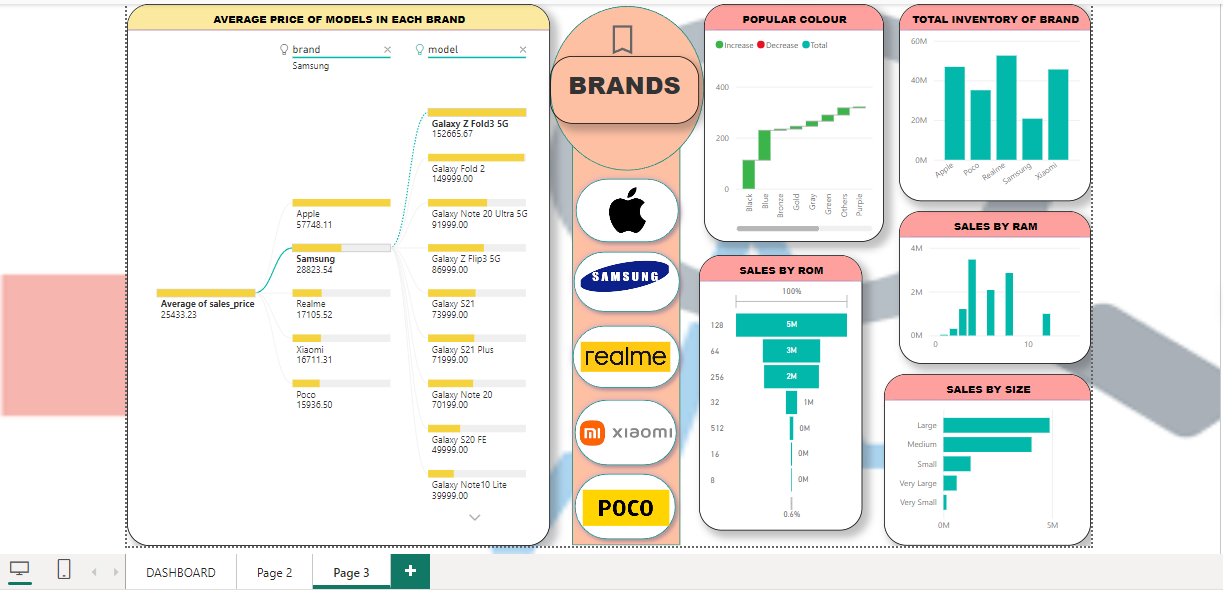 AVERAGE PRICE OF MODELS IN EACH BRAND
brand
model
Samsung
Average of sales_price
25433.23
Apple
57748.11
Samsung
28823.54
Realme
17105.52
Xiaomi
16711.31
Poco
15936.50
Galaxy Z Fold3 5G
152665.67
Galaxy Fold 2
149999.00
Galaxy Note 20 Ultra 5G
91999.00
Galaxy Z Flip3 5G
86999.00
Galaxy S21
73999.00
Galaxy S21 Plus
71999.00
Galaxy Note 20
70199.00
Galaxy S20 FE
49999.00
Galaxy Note10 Lite
39999.00
BRANDS
SAMSUNG
realme
mi xiaomi
POCO
POPULAR COLOUR
Increase Decrease Total
400
200
0
Black Blue Bronze Gold Gray Green Others Purple
SALES BY ROM
100%
128 5M
64 3M
256 2M
32 1M
512 0M
16 0M
8 0M
0.6%
TOTAL INVENTORY OF BRAND
60M
40M
20M
0M
Apple Poco Realme Samsung Xiaomi
SALES BY RAM
4M
2M
0M
0 10
SALES BY SIZE
Large
Medium
Small
Very Large
Very Small
0M 5M
DASHBOARD Page 2 Page 3 +